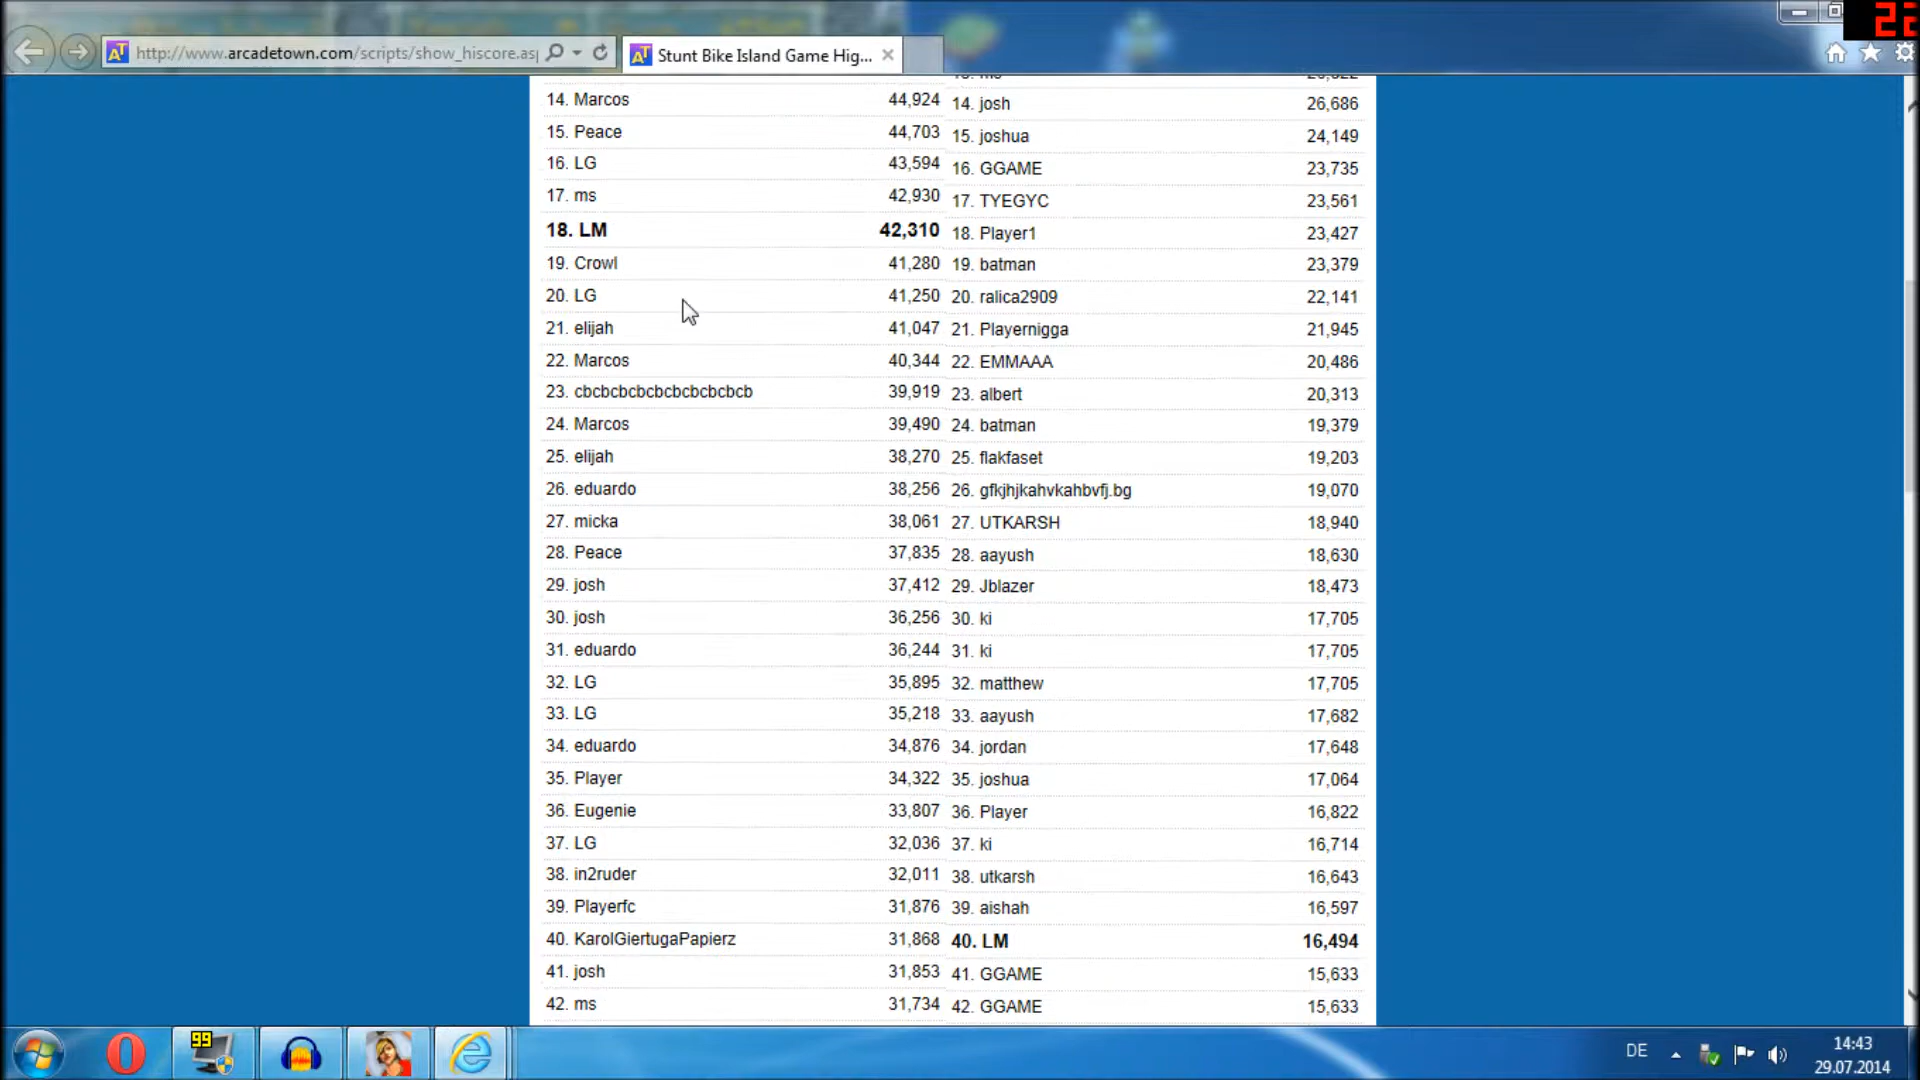 http://www.arcadetown.com/scripts/show_hiscore.asp
Stunt Bike Island Game Hig...
14. Marcos 44,924
15. Peace 44,703
16. LG 43,594
17. ms 42,930
18. LM 42,310
19. Crowl 41,280
20. LG 41,250
21. elijah 41,047
22. Marcos 40,344
23. cbcbcbcbcbcbcbcbcbcb 39,919
24. Marcos 39,490
25. elijah 38,270
26. eduardo 38,256
27. micka 38,061
28. Peace 37,835
29. josh 37,412
30. josh 36,256
31. eduardo 36,244
32. LG 35,895
33. LG 35,218
34. eduardo 34,876
35. Player 34,322
36. Eugenie 33,807
37. LG 32,036
38. in2ruder 32,011
39. Playerfc 31,876
40. KarolGiertugaPapierz 31,868
41. josh 31,853
42. ms 31,734
14. josh 26,686
15. joshua 24,149
16. GGAME 23,735
17. TYEGYC 23,561
18. Player1 23,427
19. batman 23,379
20. ralica2909 22,141
21. Playernigga 21,945
22. EMMAAA 20,486
23. albert 20,313
24. batman 19,379
25. flakfaset 19,203
26. gfkjhjkahvkahbvfj.bg 19,070
27. UTKARSH 18,940
28. aayush 18,630
29. Jblazer 18,473
30. ki 17,705
31. ki 17,705
32. matthew 17,705
33. aayush 17,682
34. jordan 17,648
35. joshua 17,064
36. Player 16,822
37. ki 16,714
38. utkarsh 16,643
39. aishah 16,597
40. LM 16,494
41. GGAME 15,633
42. GGAME 15,633
99
DE
14:43
29.07.2014